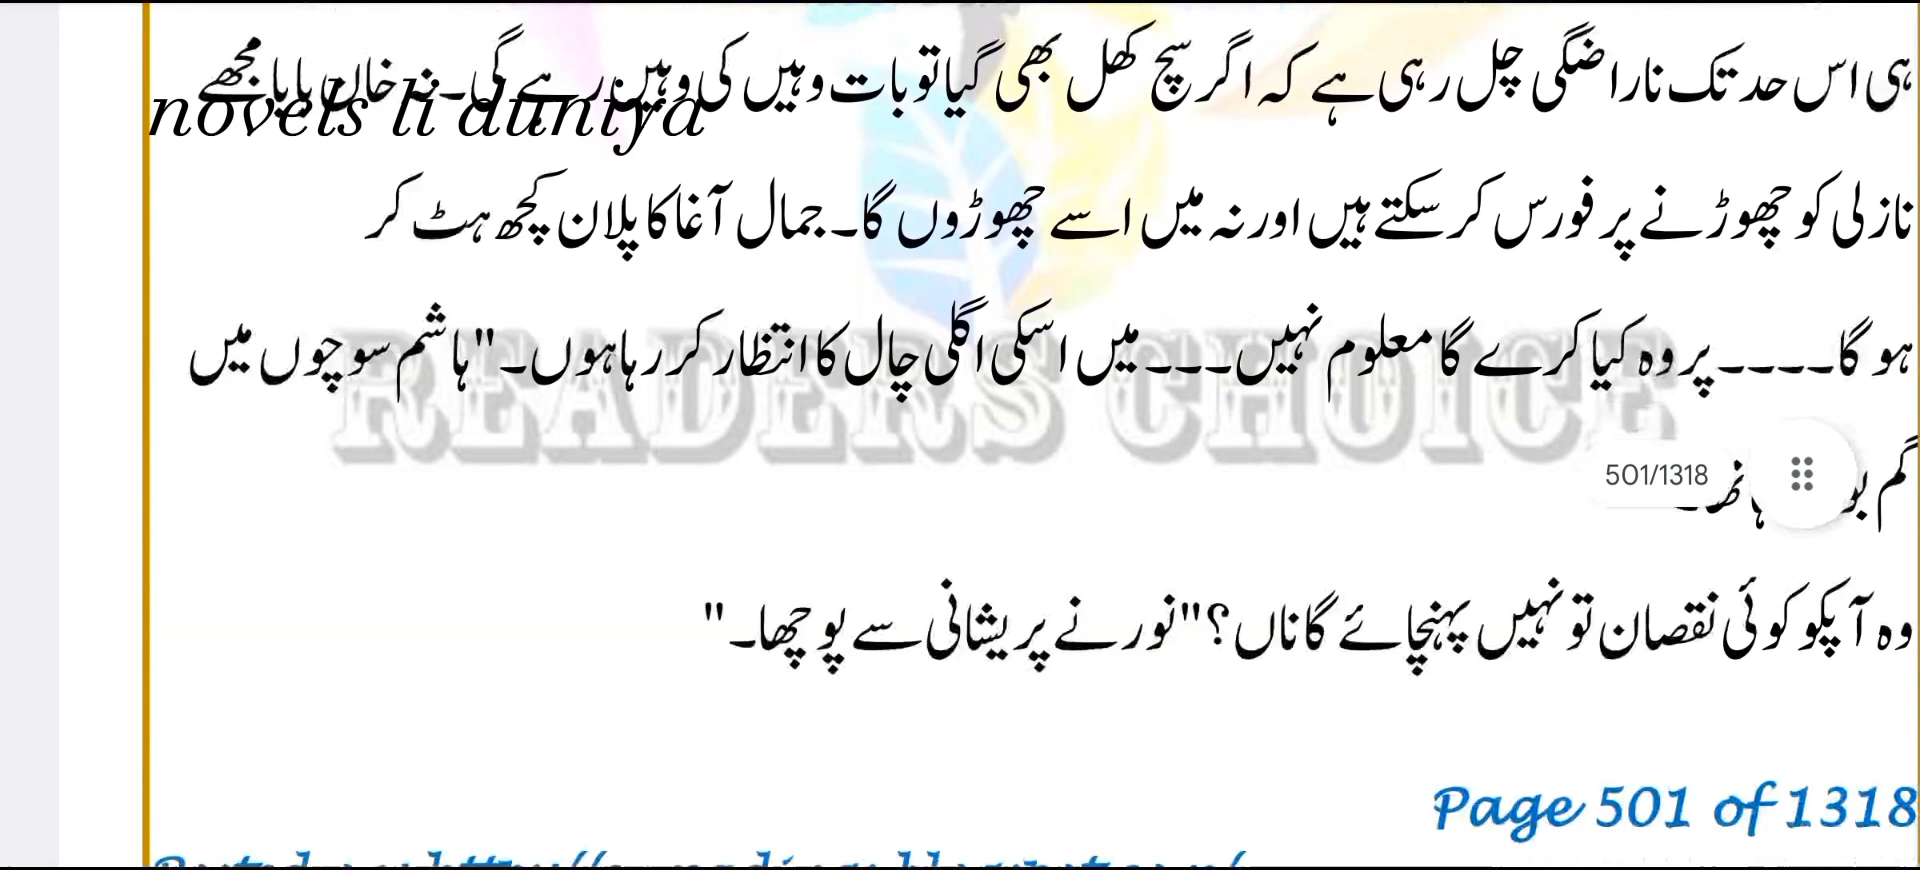 ہی اس حد تک ناراضگی چل رہی ہے کہ اگر سچ کھل بھی گیا تو بات وہیں کی وہیں رہے گی۔ نہ خان بابا مجھے
novels li duniya
نازلی کو چھوڑنے پر فورس کر سکتے ہیں اور نہ میں اسے چھوڑوں گا۔ جمال آغا کا پلان کچھ ہٹ کر
ہو گا۔۔۔۔ پر وہ کیا کرے گا معلوم نہیں۔۔۔ میں اسکی اگلی چال کا انتظار کر رہا ہوں۔" ہاشم سوچوں میں
READERS CHOICE
گم
501/1318
وہ آپکو کوئی نقصان تو نہیں پہنچائے گا ناں؟" نور نے پریشانی سے پوچھا۔"
Page 501 of 1318